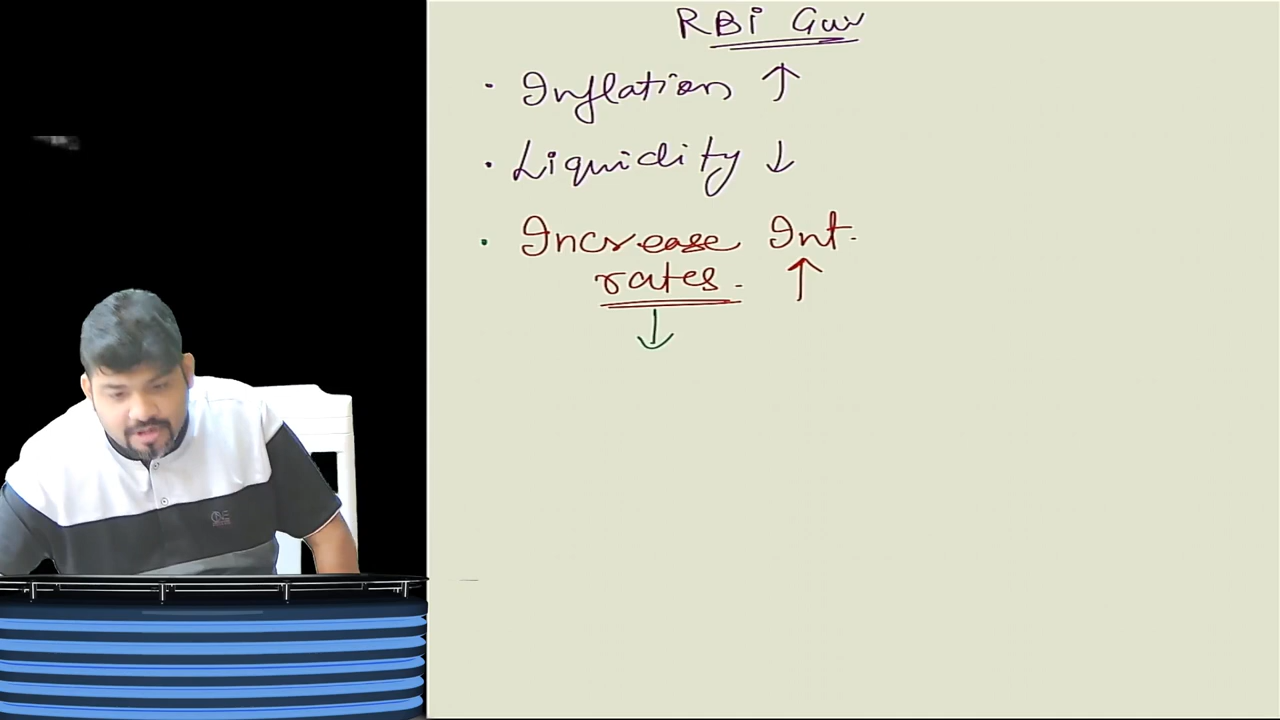 RBI Gov
• Inflation ↑
• Liquidity ↓
• Increase Int.
rates. ↑
↓